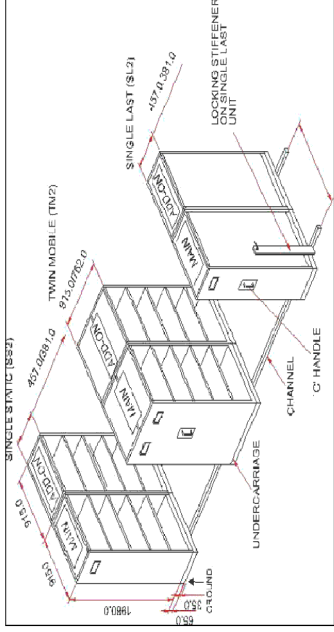 SINGLE STATIC (SS2)
457.0/381.0
TWIN MOBILE (TM2)
915.0/762.0
SINGLE LAST (SL2)
457.0/381.0
LOCKING STIFFENER
ON SINGLE LAST
UNIT
915.0
915.0
ADD-ON
MAIN
ADD-ON
MAIN
ADD-ON
MAIN
1980.0
35.0
65.0
GROUND
UNDERCARRIAGE
CHANNEL
'C' HANDLE